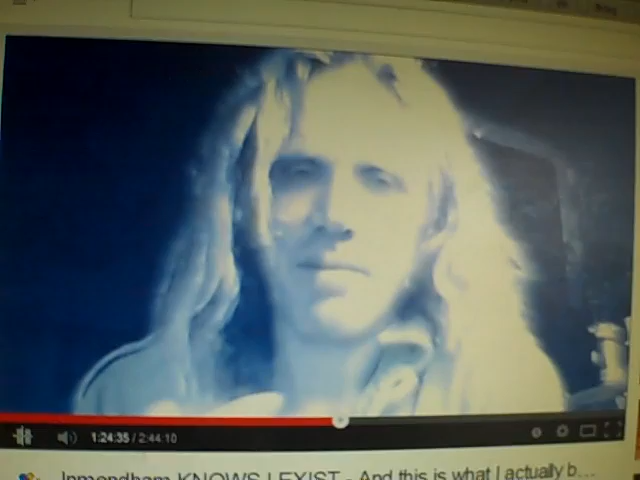 1:24:35 / 2:44:10
Inmendham KNOWS I EXIST - And this is what I actually b...